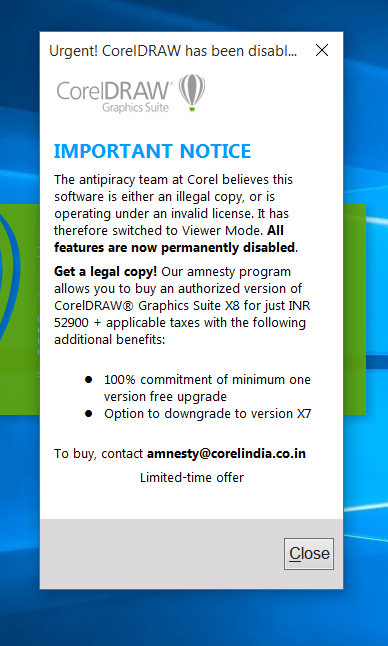 Urgent! CorelDRAW has been disabl...
CorelDRAW®
Graphics Suite
IMPORTANT NOTICE
The antipiracy team at Corel believes this
software is either an illegal copy, or is
operating under an invalid license. It has
therefore switched to Viewer Mode. All
features are now permanently disabled.
Get a legal copy! Our amnesty program
allows you to buy an authorized version of
CorelDRAW® Graphics Suite X8 for just INR
52900 + applicable taxes with the following
additional benefits:
● 100% commitment of minimum one
version free upgrade
● Option to downgrade to version X7
To buy, contact amnesty@corelindia.co.in
Limited-time offer
Close